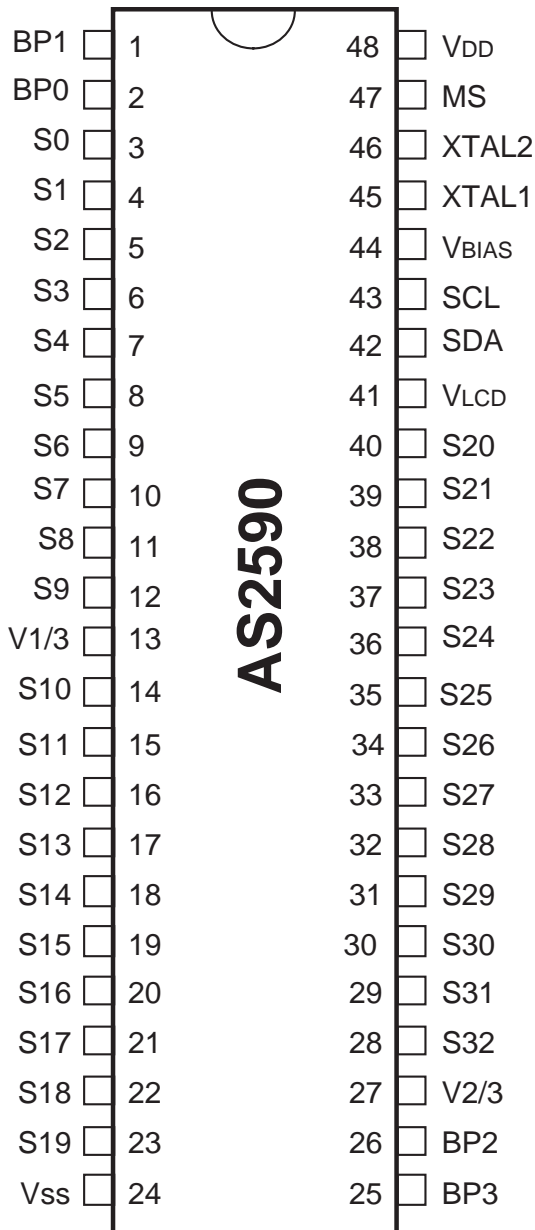 BP1 1 48 VDD
BP0 2 47 MS
S0 3 46 XTAL2
S1 4 45 XTAL1
S2 5 44 VBIAS
S3 6 43 SCL
S4 7 42 SDA
S5 8 41 VLCD
S6 9 40 S20
S7 10 39 S21
S8 11 38 S22
S9 12 37 S23
V1/3 13 36 S24
S10 14 35 S25
S11 15 34 S26
S12 16 33 S27
S13 17 32 S28
S14 18 31 S29
S15 19 30 S30
S16 20 29 S31
S17 21 28 S32
S18 22 27 V2/3
S19 23 26 BP2
Vss 24 25 BP3
AS2590